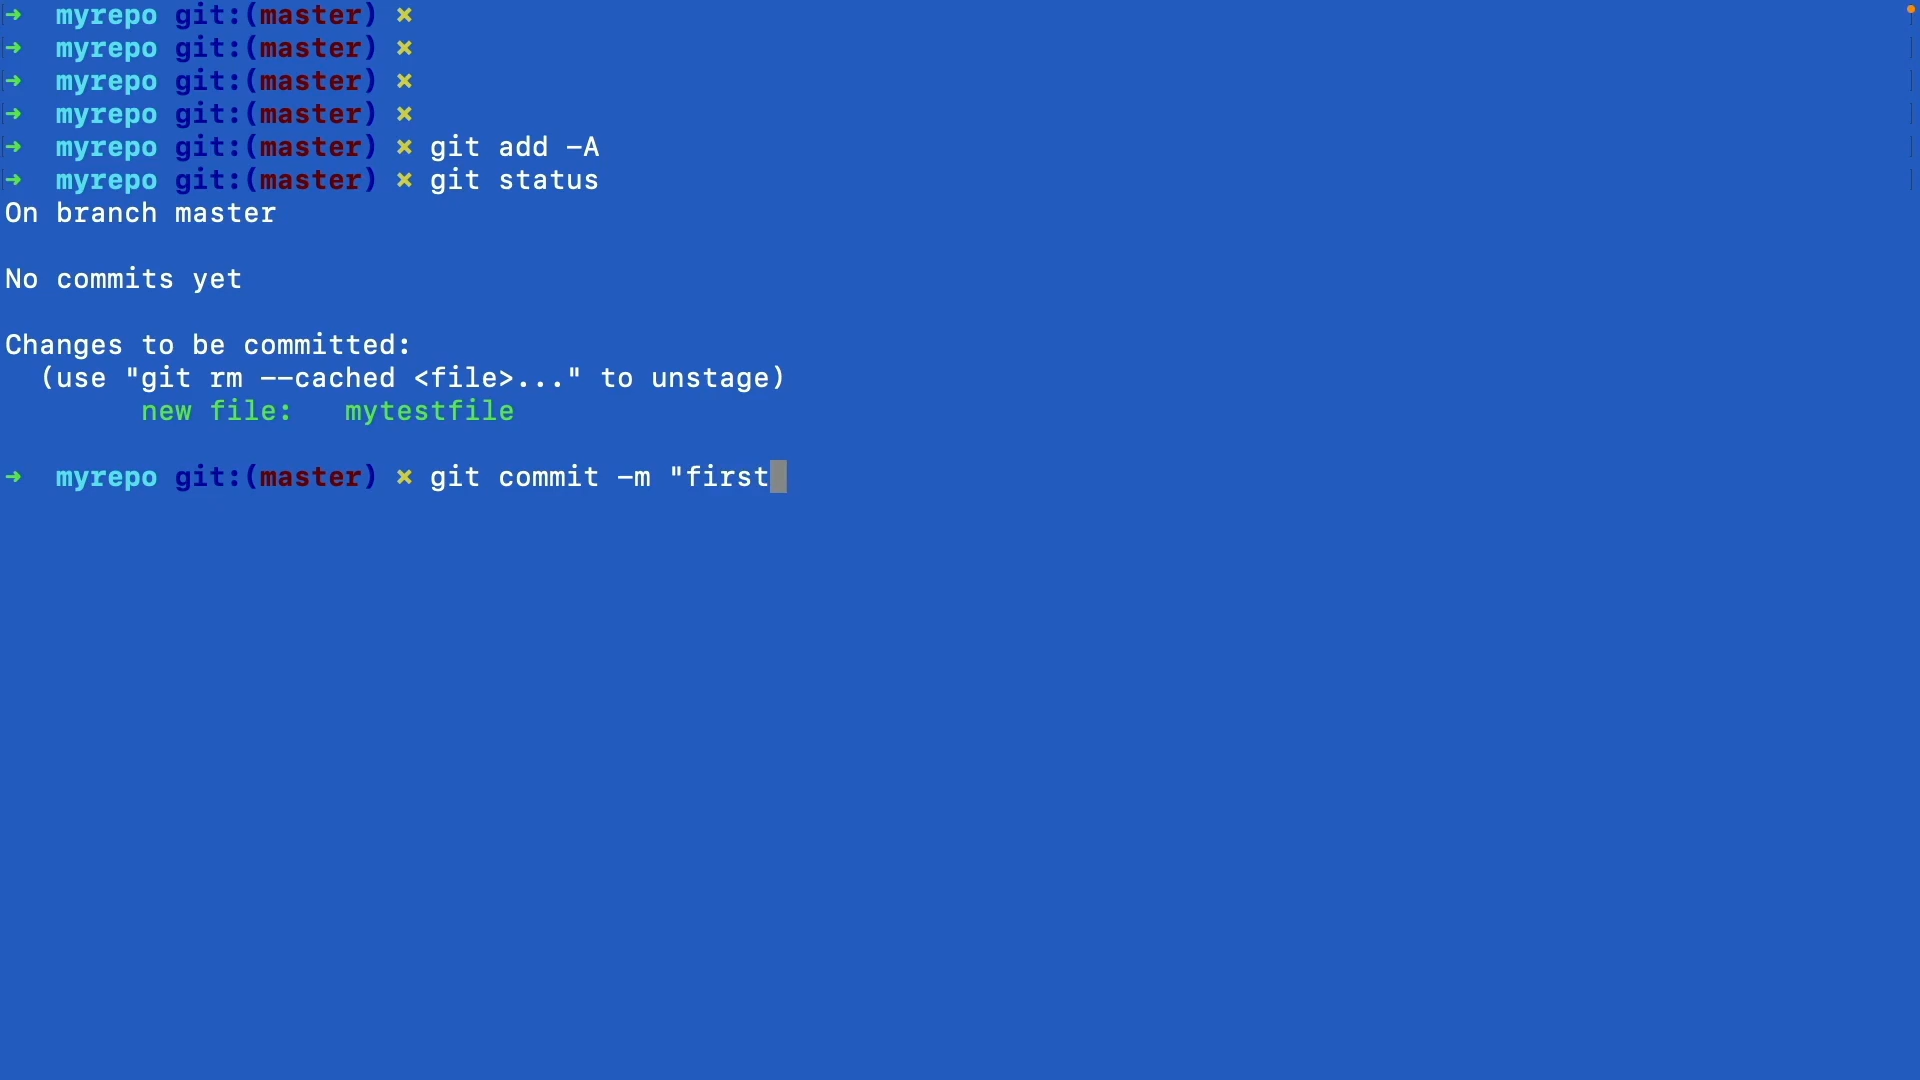 ➜  myrepo git:(master) ✗
➜  myrepo git:(master) ✗
➜  myrepo git:(master) ✗
➜  myrepo git:(master) ✗
➜  myrepo git:(master) ✗ git add -A
➜  myrepo git:(master) ✗ git status
On branch master
No commits yet
Changes to be committed:
  (use "git rm --cached <file>..." to unstage)
        new file:   mytestfile
➜  myrepo git:(master) ✗ git commit -m "first